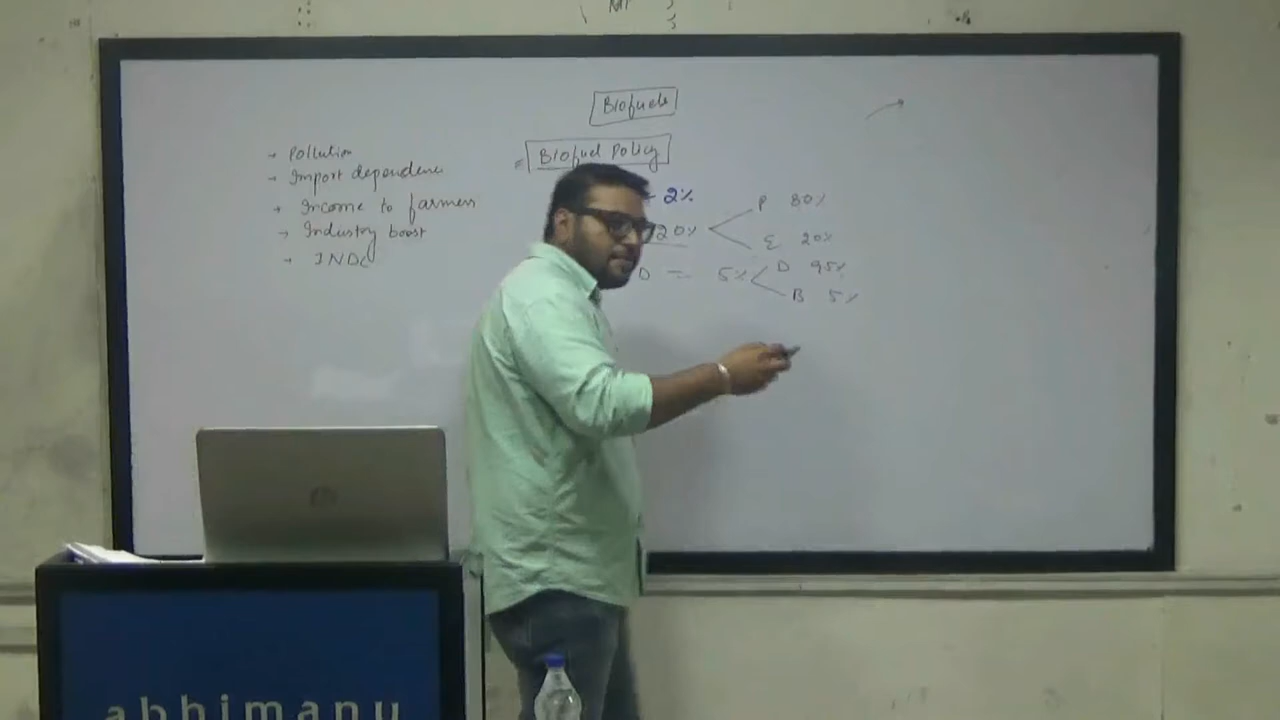 Biofuels
Biofuel Policy
→ Pollution
→ Import dependence
→ Income to farmers
→ Industry boost
→ INDC
- 2%
20%
P 80%
E 20%
D = 5%
D 95%
B 5%
abhimanu